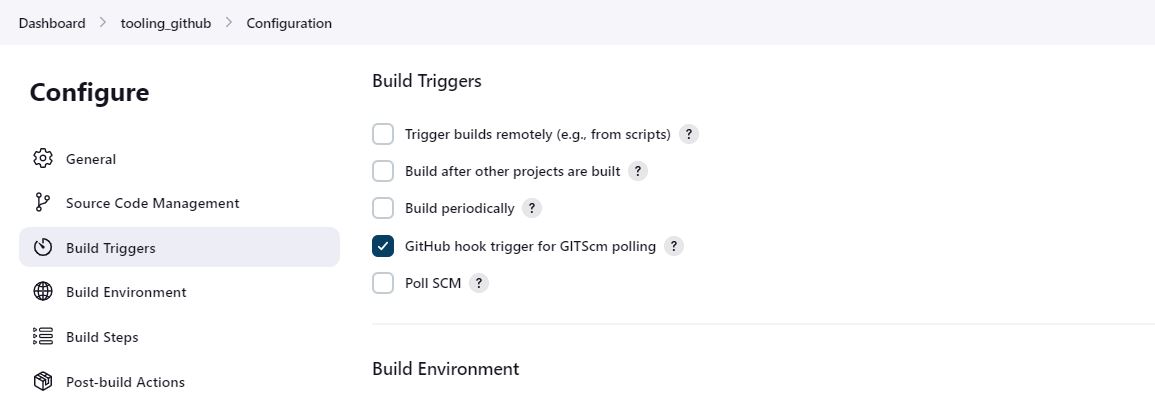 Dashboard > tooling_github > Configuration
Configure
General
Source Code Management
Build Triggers
Build Environment
Build Steps
Post-build Actions
Build Triggers
Trigger builds remotely (e.g., from scripts) ?
Build after other projects are built ?
Build periodically ?
GitHub hook trigger for GITScm polling ?
Poll SCM ?
Build Environment